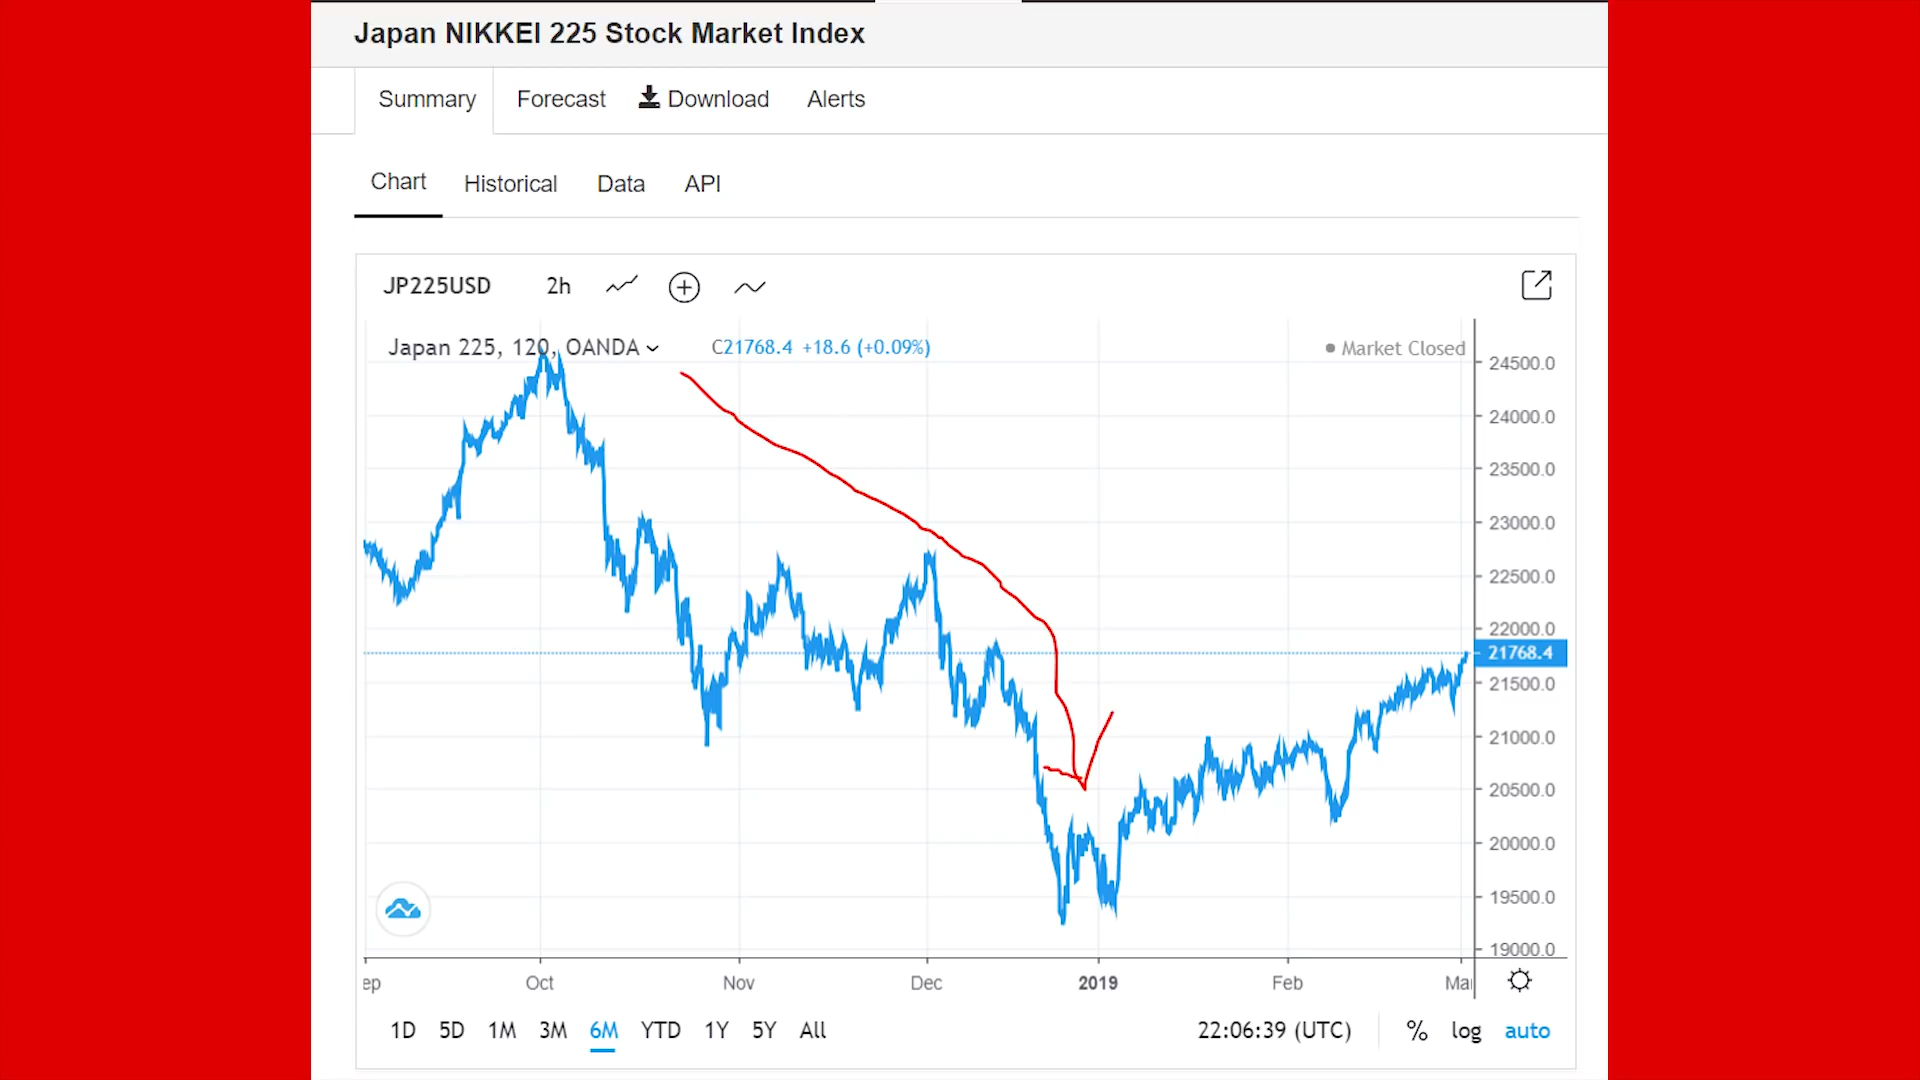 Japan NIKKEI 225 Stock Market Index
Summary Forecast Download Alerts
Chart Historical Data API
JP225USD 2h
Japan 225, 120, OANDA C21768.4 +18.6 (+0.09%) Market Closed
24500.0
24000.0
23500.0
23000.0
22500.0
22000.0
21768.4
21500.0
21000.0
20500.0
20000.0
19500.0
19000.0
ep Oct Nov Dec 2019 Feb Mar
1D 5D 1M 3M 6M YTD 1Y 5Y All 22:06:39 (UTC) % log auto